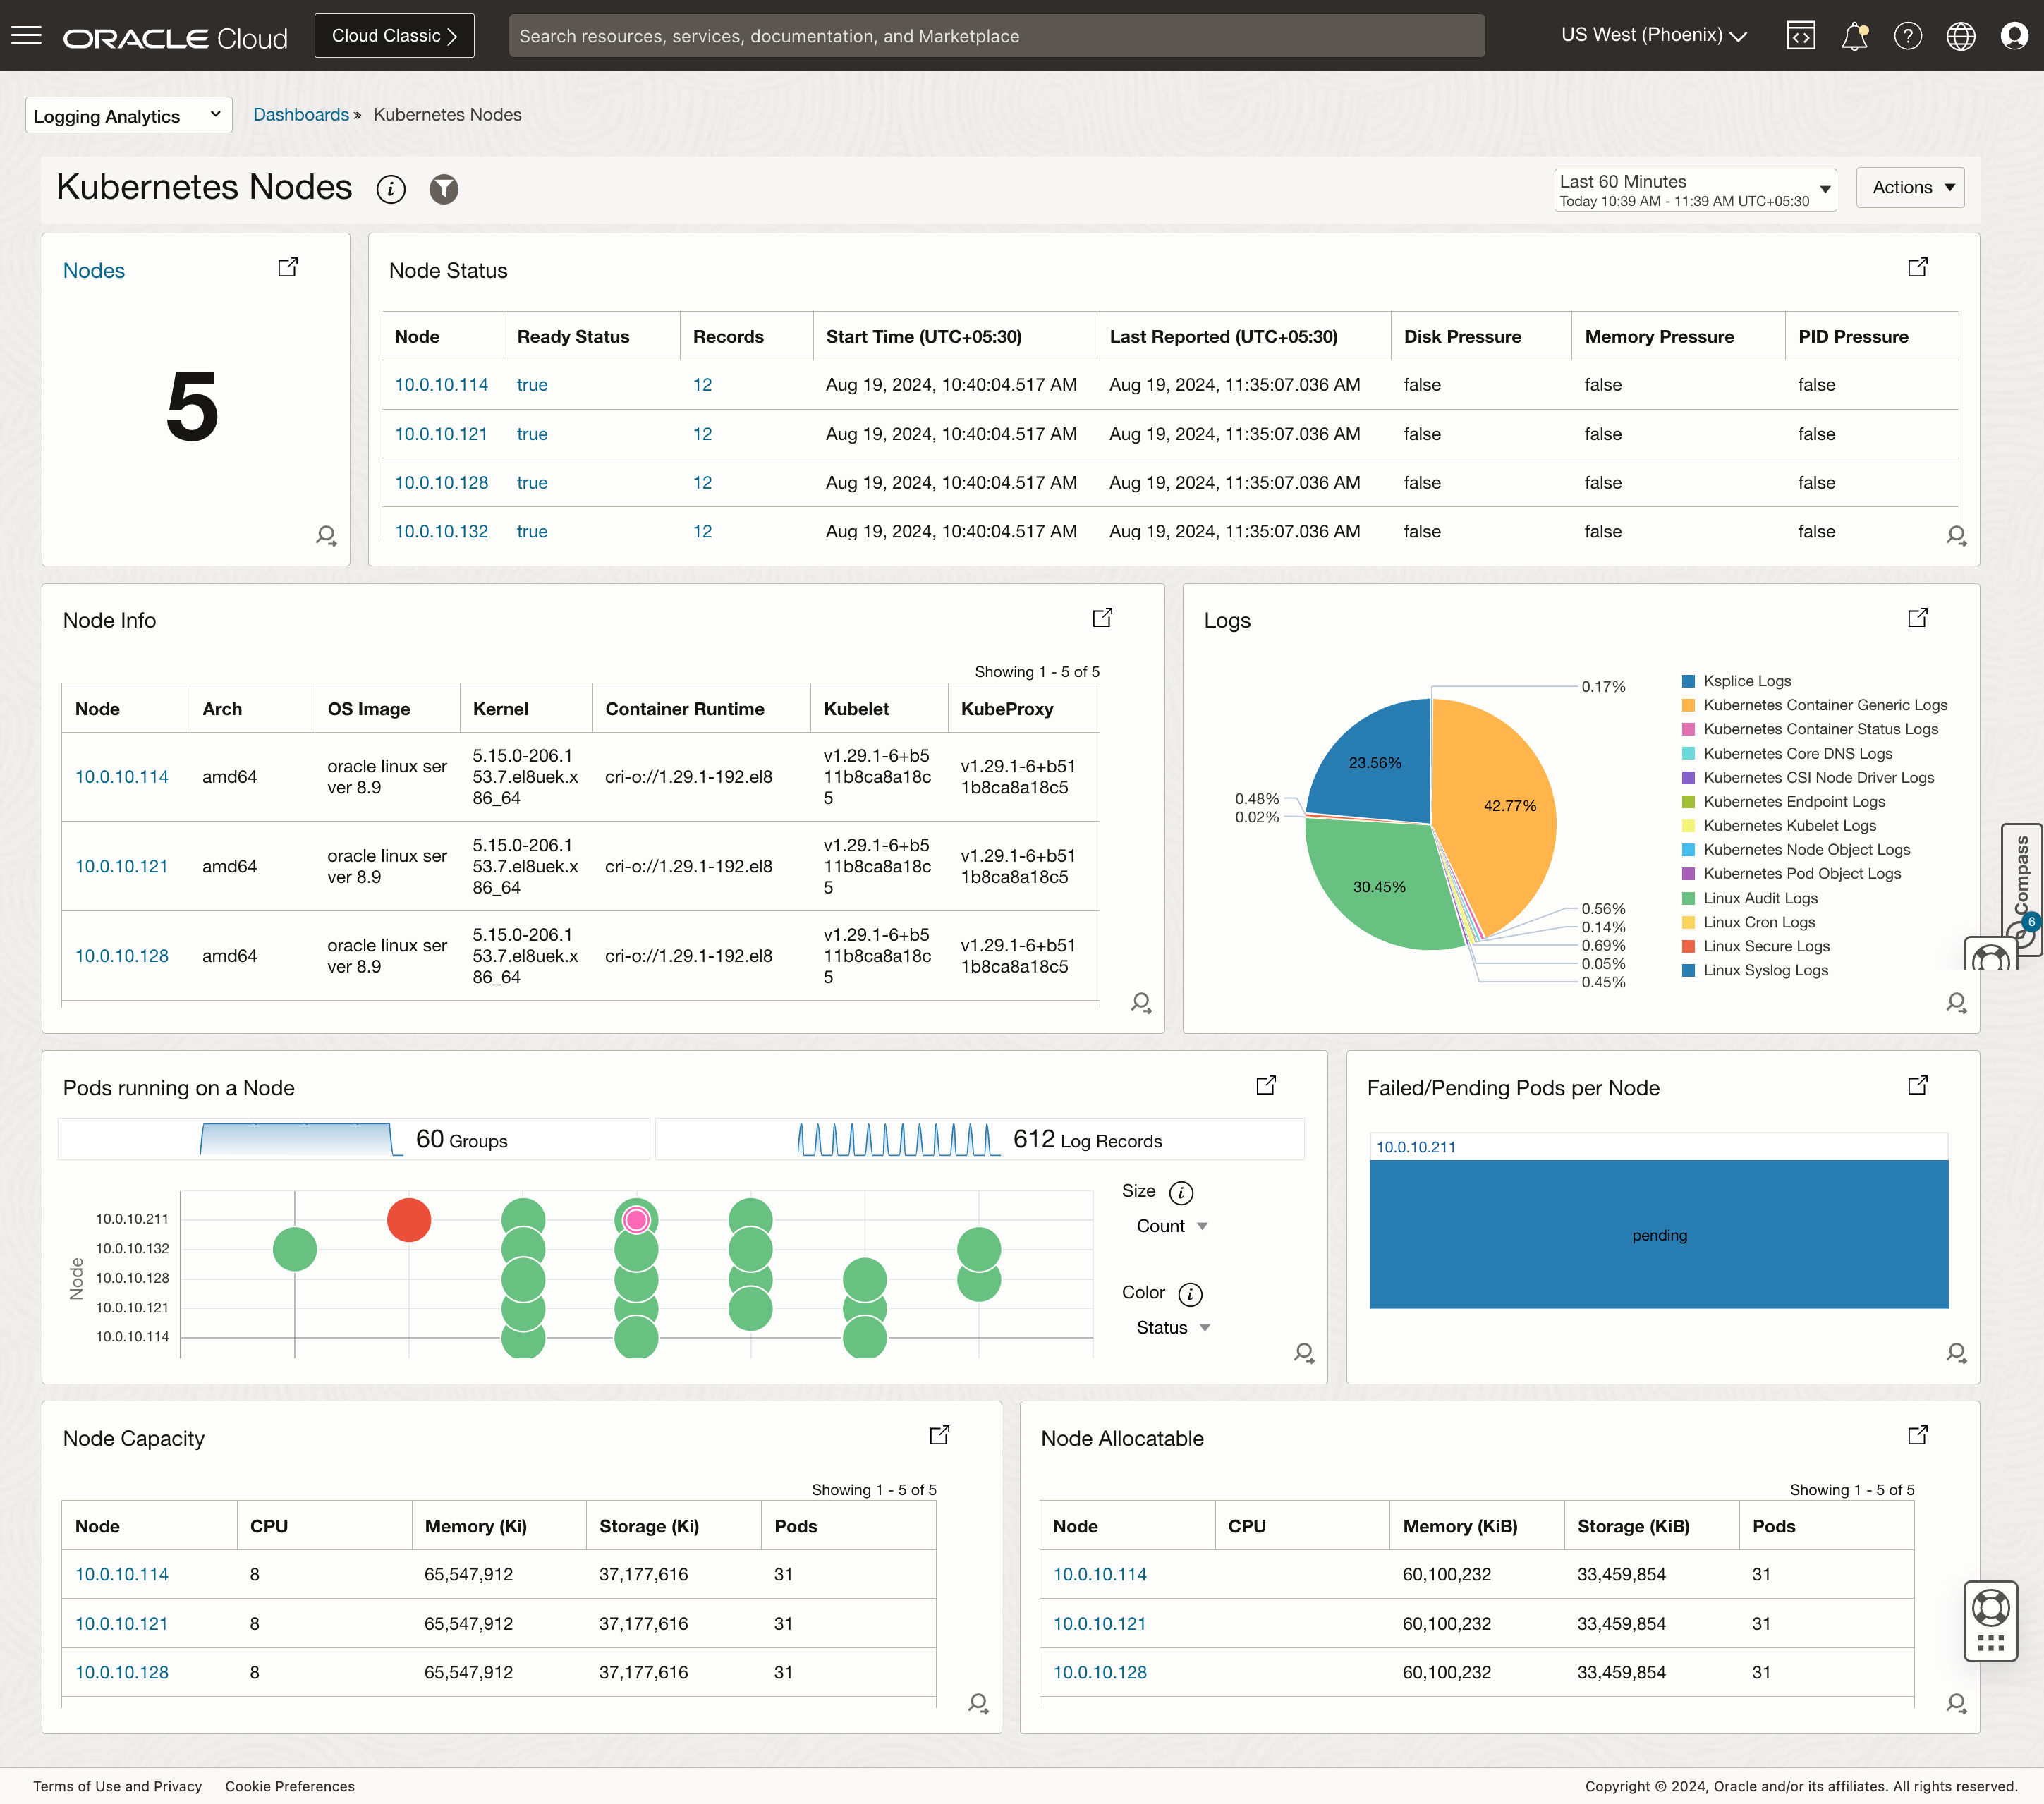 ORACLE Cloud
Cloud Classic
Search resources, services, documentation, and Marketplace
US West (Phoenix)
Logging Analytics
Dashboards » Kubernetes Nodes
Kubernetes Nodes
Last 60 Minutes
Today 10:39 AM - 11:39 AM UTC+05:30
Actions
Nodes
5
Node Status
Node Ready Status Records Start Time (UTC+05:30) Last Reported (UTC+05:30) Disk Pressure Memory Pressure PID Pressure
10.0.10.114 true 12 Aug 19, 2024, 10:40:04.517 AM Aug 19, 2024, 11:35:07.036 AM false false false
10.0.10.121 true 12 Aug 19, 2024, 10:40:04.517 AM Aug 19, 2024, 11:35:07.036 AM false false false
10.0.10.128 true 12 Aug 19, 2024, 10:40:04.517 AM Aug 19, 2024, 11:35:07.036 AM false false false
10.0.10.132 true 12 Aug 19, 2024, 10:40:04.517 AM Aug 19, 2024, 11:35:07.036 AM false false false
Node Info
Showing 1 - 5 of 5
Node Arch OS Image Kernel Container Runtime Kubelet KubeProxy
10.0.10.114 amd64 oracle linux ser
ver 8.9
5.15.0-206.1
53.7.el8uek.x
86_64
cri-o://1.29.1-192.el8
v1.29.1-6+b5
11b8ca8a18c
5
v1.29.1-6+b51
1b8ca8a18c5
10.0.10.121 amd64 oracle linux ser
ver 8.9
5.15.0-206.1
53.7.el8uek.x
86_64
cri-o://1.29.1-192.el8
v1.29.1-6+b5
11b8ca8a18c
5
v1.29.1-6+b51
1b8ca8a18c5
10.0.10.128 amd64 oracle linux ser
ver 8.9
5.15.0-206.1
53.7.el8uek.x
86_64
cri-o://1.29.1-192.el8
v1.29.1-6+b5
11b8ca8a18c
5
v1.29.1-6+b51
1b8ca8a18c5
Logs
0.17%
23.56%
42.77%
0.48%
0.02%
30.45%
0.56%
0.14%
0.69%
0.05%
0.45%
Ksplice Logs
Kubernetes Container Generic Logs
Kubernetes Container Status Logs
Kubernetes Core DNS Logs
Kubernetes CSI Node Driver Logs
Kubernetes Endpoint Logs
Kubernetes Kubelet Logs
Kubernetes Node Object Logs
Kubernetes Pod Object Logs
Linux Audit Logs
Linux Cron Logs
Linux Secure Logs
Linux Syslog Logs
Compass
6
Pods running on a Node
60 Groups
612 Log Records
Node
10.0.10.211
10.0.10.132
10.0.10.128
10.0.10.121
10.0.10.114
Size
Count
Color
Status
Failed/Pending Pods per Node
10.0.10.211
pending
Node Capacity
Showing 1 - 5 of 5
Node CPU Memory (Ki) Storage (Ki) Pods
10.0.10.114 8 65,547,912 37,177,616 31
10.0.10.121 8 65,547,912 37,177,616 31
10.0.10.128 8 65,547,912 37,177,616 31
Node Allocatable
Showing 1 - 5 of 5
Node CPU Memory (KiB) Storage (KiB) Pods
10.0.10.114 60,100,232 33,459,854 31
10.0.10.121 60,100,232 33,459,854 31
10.0.10.128 60,100,232 33,459,854 31
Terms of Use and Privacy Cookie Preferences
Copyright © 2024, Oracle and/or its affiliates. All rights reserved.